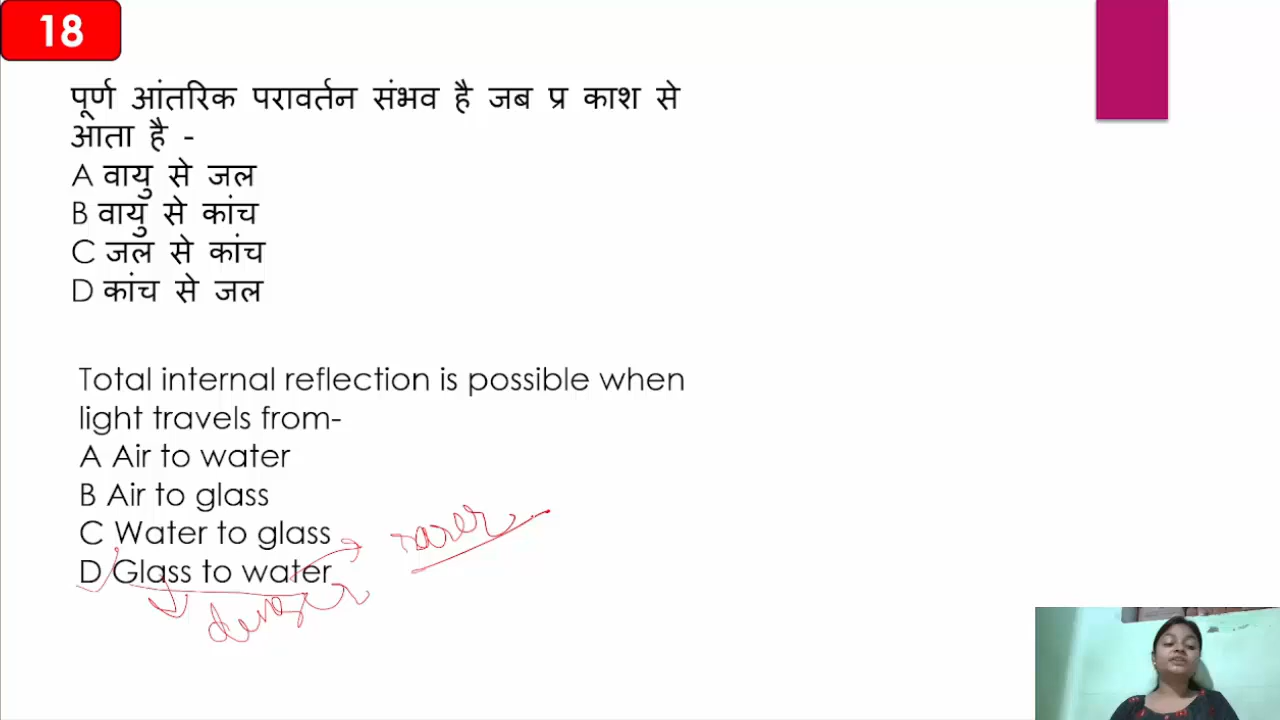 18
पूर्ण आंतरिक परावर्तन संभव है जब प्र काश से
आता है -
A वायु से जल
B वायु से कांच
C जल से कांच
D कांच से जल
Total internal reflection is possible when
light travels from-
A Air to water
B Air to glass
C Water to glass
D Glass to water
rarer
denser